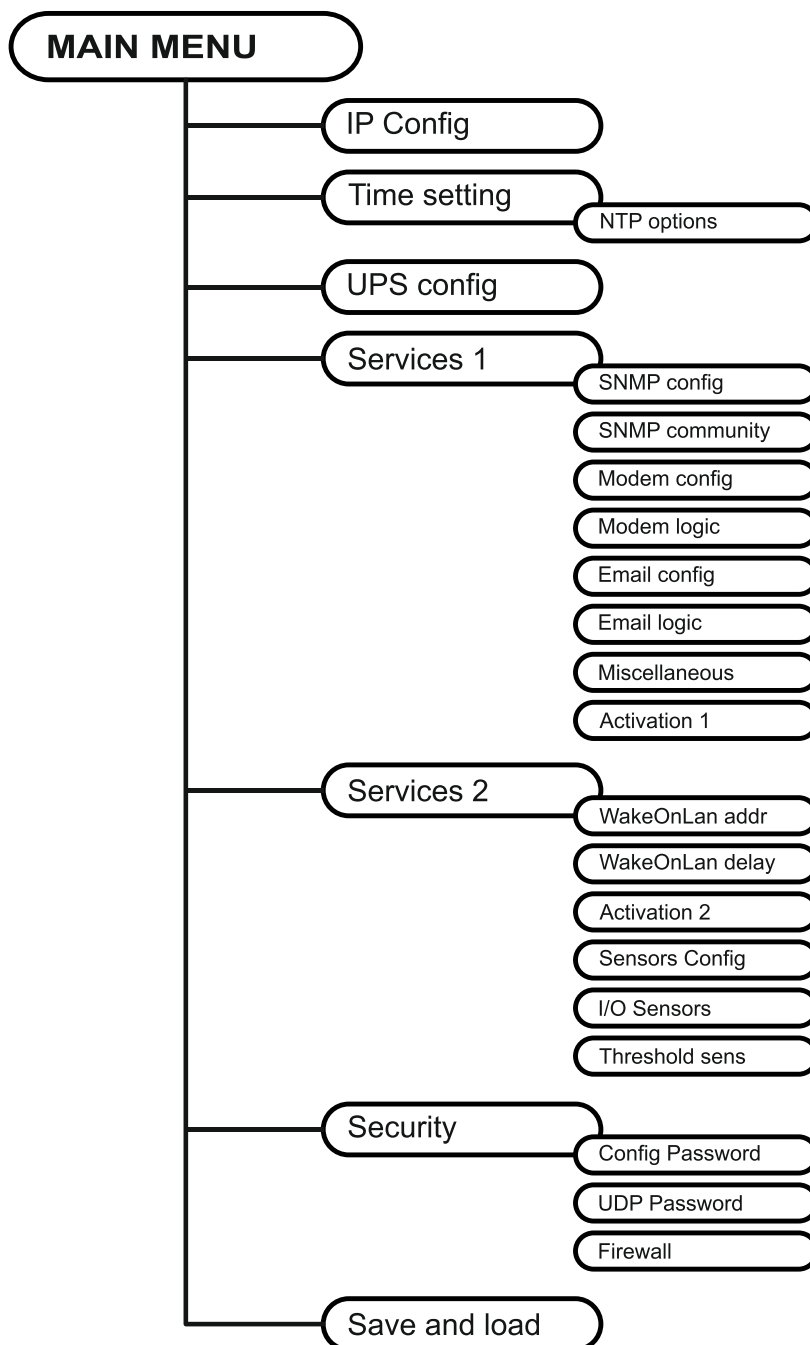 MAIN MENU
IP Config
Time setting
NTP options
UPS config
Services 1
SNMP config
SNMP community
Modem config
Modem logic
Email config
Email logic
Miscellaneous
Activation 1
Services 2
WakeOnLan addr
WakeOnLan delay
Activation 2
Sensors Config
I/O Sensors
Threshold sens
Security
Config Password
UDP Password
Firewall
Save and load